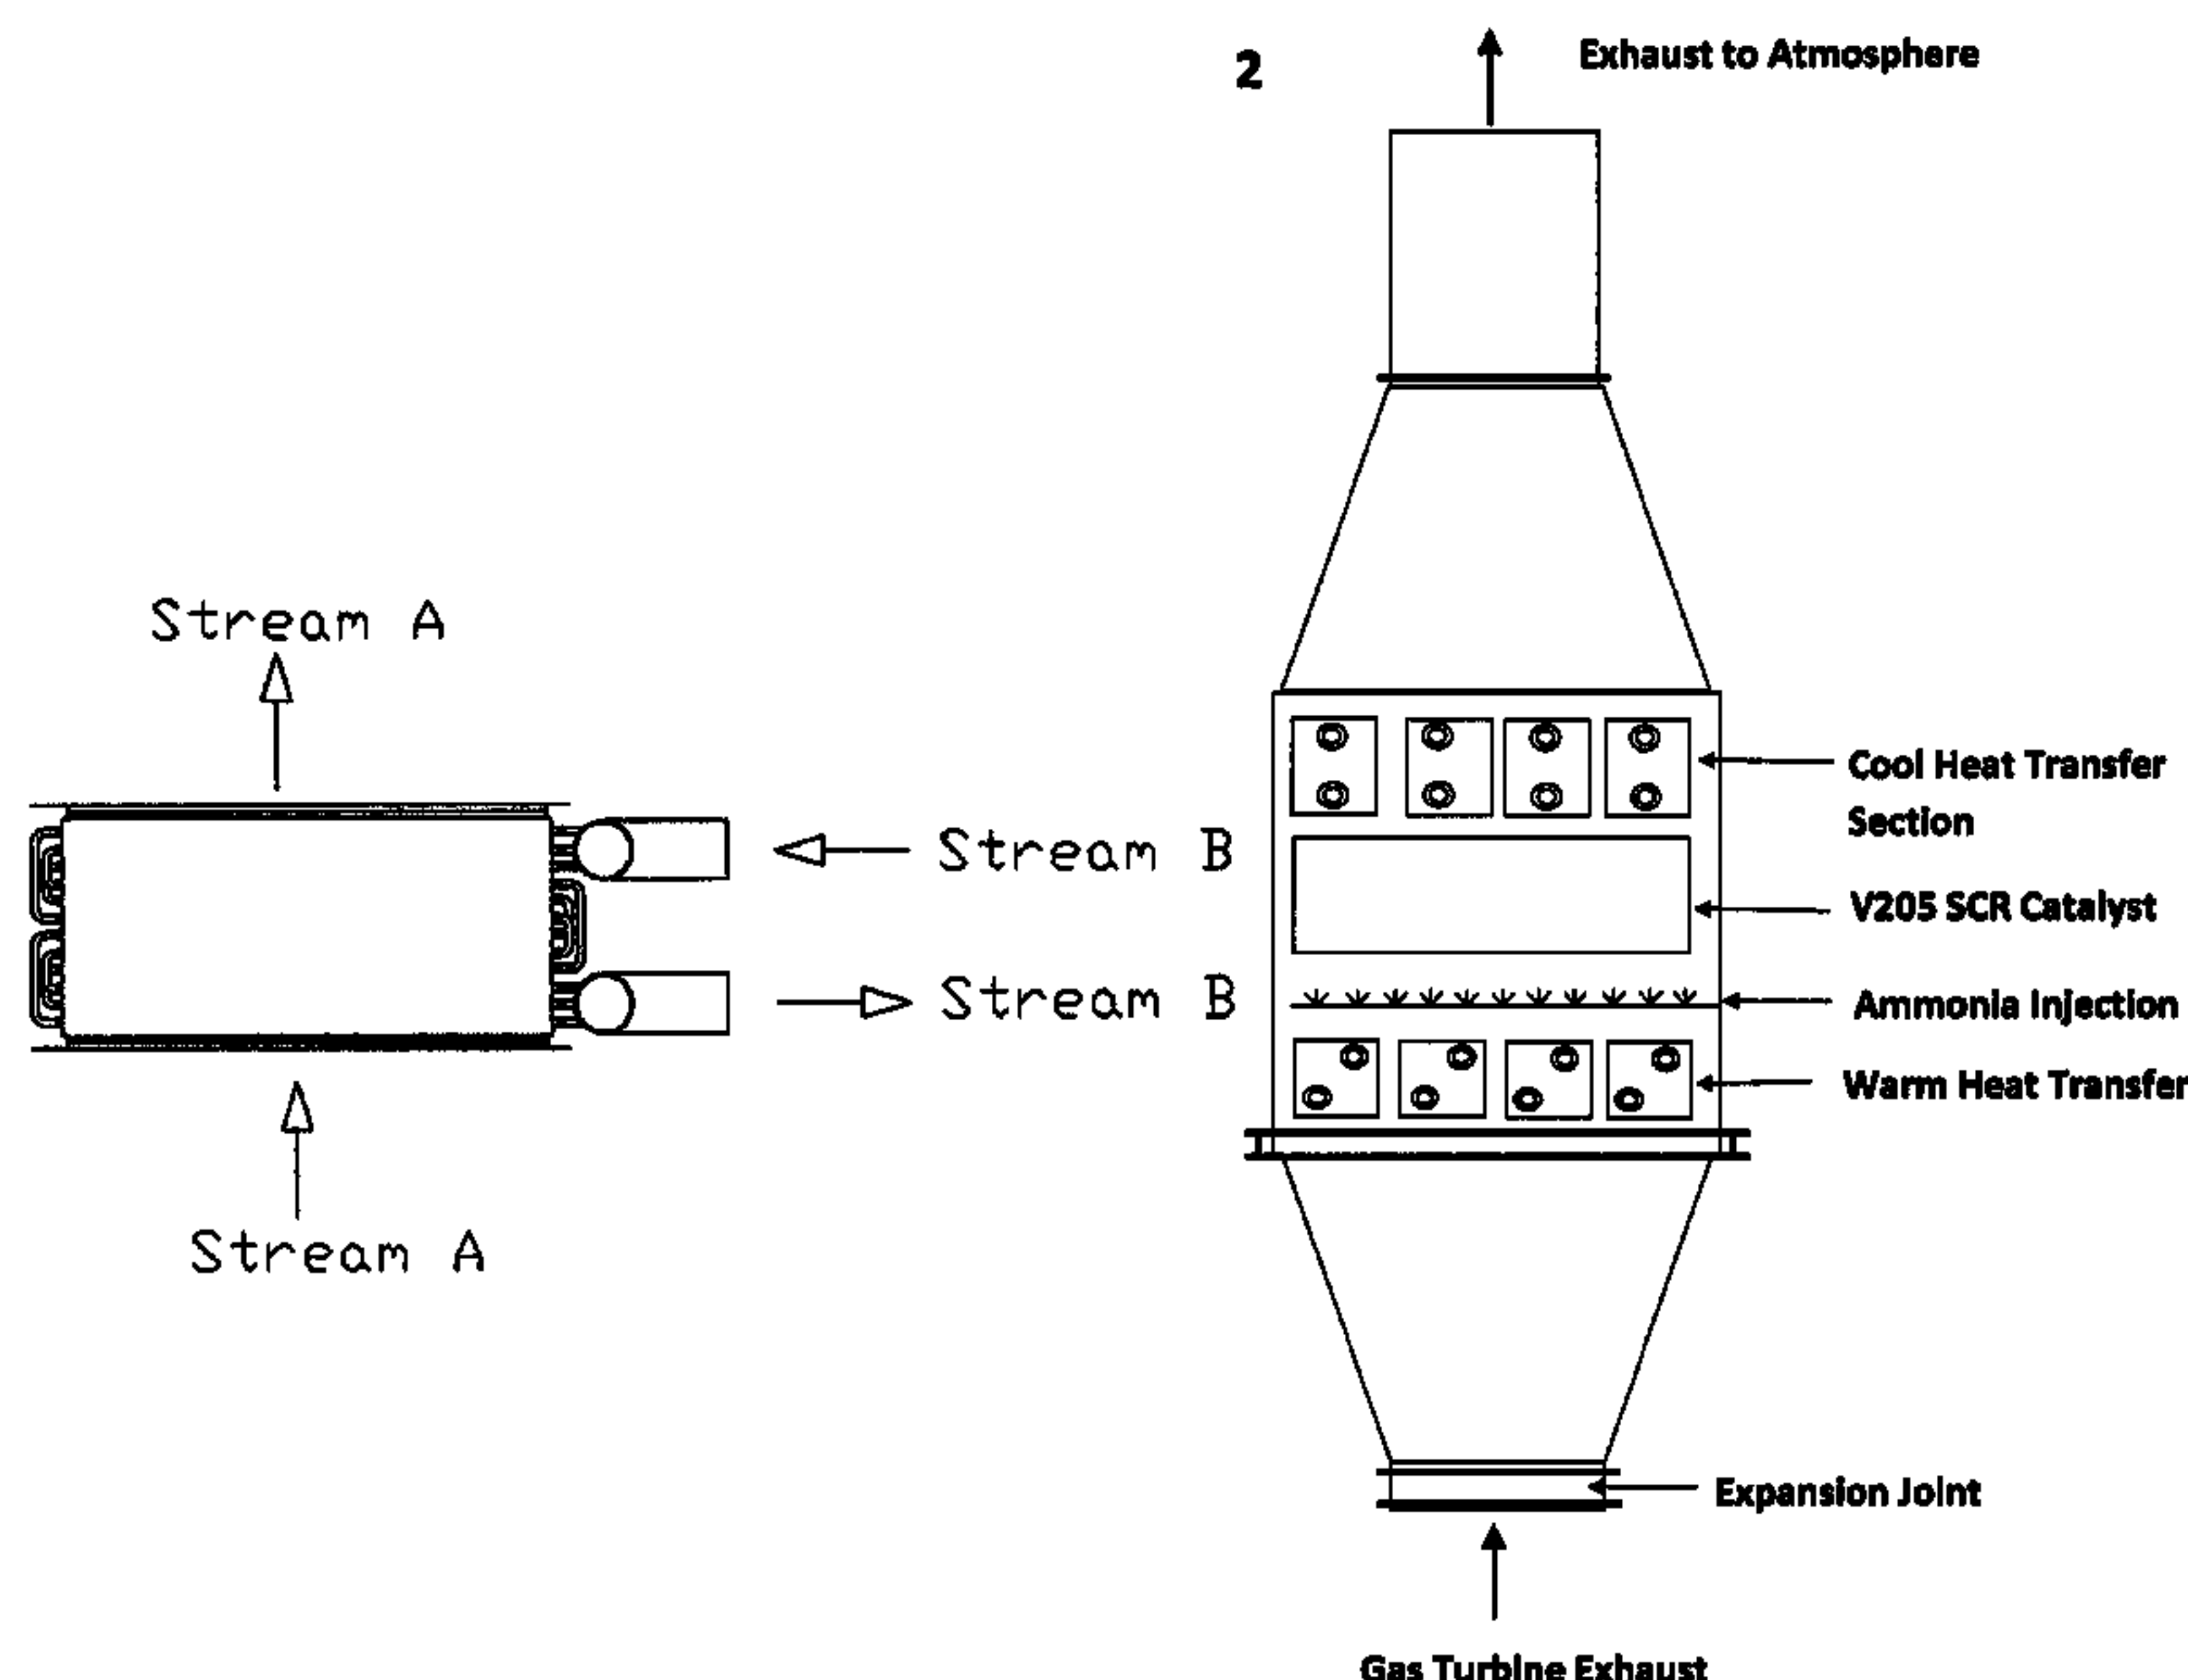 2
Exhaust to Atmosphere
Stream A
Stream B
Stream B
Stream A
Cool Heat Transfer
Section
V205 SCR Catalyst
Ammonia Injection
Warm Heat Transfer
Expansion Joint
Gas Turbine Exhaust